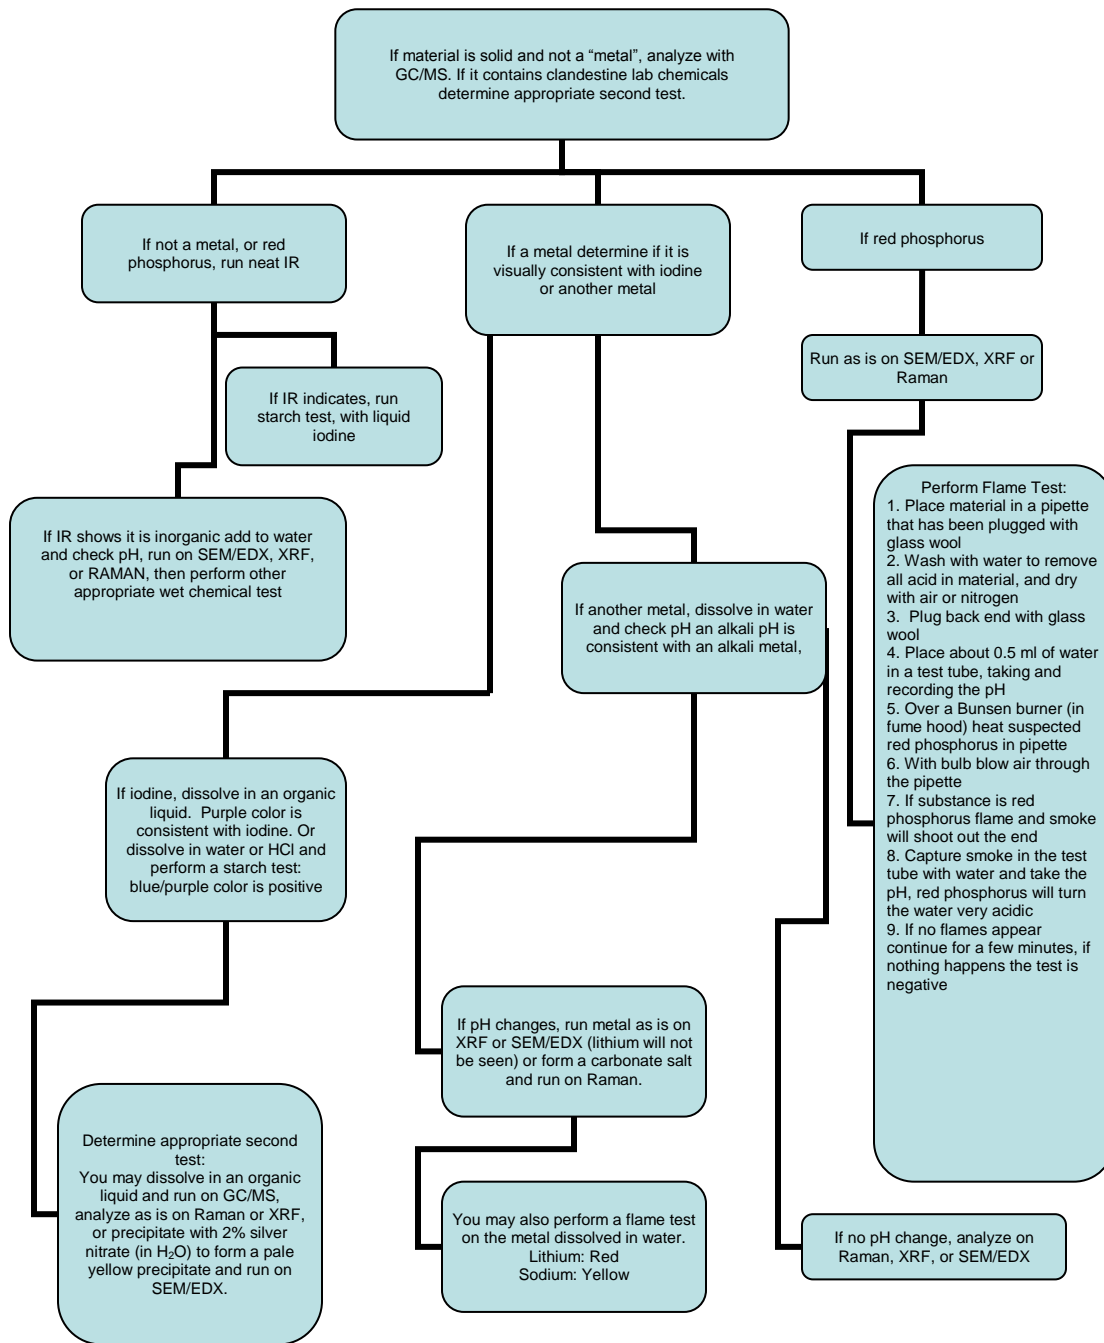 If material is solid and not a “metal”, analyze with
GC/MS. If it contains clandestine lab chemicals
determine appropriate second test.
If not a metal, or red
phosphorus, run neat IR
If a metal determine if it is
visually consistent with iodine
or another metal
If red phosphorus
Run as is on SEM/EDX, XRF or
Raman
If IR indicates, run
starch test, with liquid
iodine
If IR shows it is inorganic add to water
and check pH, run on SEM/EDX, XRF,
or RAMAN, then perform other
appropriate wet chemical test
Perform Flame Test:
1. Place material in a pipette
that has been plugged with
glass wool
2. Wash with water to remove
all acid in material, and dry
with air or nitrogen
3.  Plug back end with glass
wool
4. Place about 0.5 ml of water
in a test tube, taking and
recording the pH
5. Over a Bunsen burner (in
fume hood) heat suspected
red phosphorus in pipette
6. With bulb blow air through
the pipette
7. If substance is red
phosphorus flame and smoke
will shoot out the end
8. Capture smoke in the test
tube with water and take the
pH, red phosphorus will turn
the water very acidic
9. If no flames appear
continue for a few minutes, if
nothing happens the test is
negative
If another metal, dissolve in water
and check pH an alkali pH is
consistent with an alkali metal,
If iodine, dissolve in an organic
liquid.  Purple color is
consistent with iodine. Or
dissolve in water or HCl and
perform a starch test:
blue/purple color is positive
If pH changes, run metal as is on
XRF or SEM/EDX (lithium will not
be seen) or form a carbonate salt
and run on Raman.
Determine appropriate second
test:
You may dissolve in an organic
liquid and run on GC/MS,
analyze as is on Raman or XRF,
or precipitate with 2% silver
nitrate (in H₂O) to form a pale
yellow precipitate and run on
SEM/EDX.
You may also perform a flame test
on the metal dissolved in water.
Lithium: Red
Sodium: Yellow
If no pH change, analyze on
Raman, XRF, or SEM/EDX